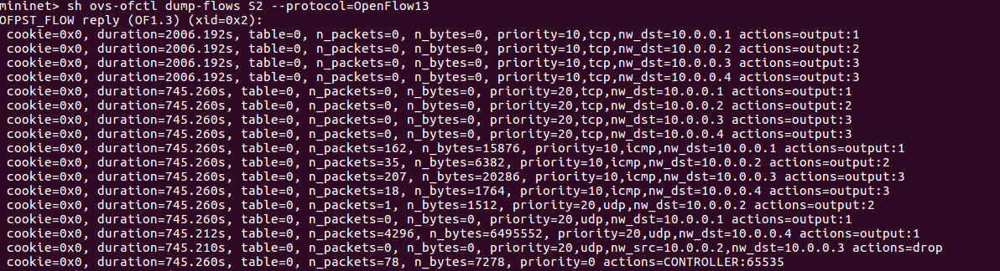 mininet> sh ovs-ofctl dump-flows S2 --protocol=OpenFlow13
OFPST_FLOW reply (OF1.3) (xid=0x2):
cookie=0x0, duration=2006.192s, table=0, n_packets=0, n_bytes=0, priority=10,tcp,nw_dst=10.0.0.1 actions=output:1
cookie=0x0, duration=2006.192s, table=0, n_packets=0, n_bytes=0, priority=10,tcp,nw_dst=10.0.0.2 actions=output:2
cookie=0x0, duration=2006.192s, table=0, n_packets=0, n_bytes=0, priority=10,tcp,nw_dst=10.0.0.3 actions=output:3
cookie=0x0, duration=2006.192s, table=0, n_packets=0, n_bytes=0, priority=10,tcp,nw_dst=10.0.0.4 actions=output:3
cookie=0x0, duration=745.260s, table=0, n_packets=0, n_bytes=0, priority=20,tcp,nw_dst=10.0.0.1 actions=output:1
cookie=0x0, duration=745.260s, table=0, n_packets=0, n_bytes=0, priority=20,tcp,nw_dst=10.0.0.2 actions=output:2
cookie=0x0, duration=745.260s, table=0, n_packets=0, n_bytes=0, priority=20,tcp,nw_dst=10.0.0.3 actions=output:3
cookie=0x0, duration=745.260s, table=0, n_packets=0, n_bytes=0, priority=20,tcp,nw_dst=10.0.0.4 actions=output:3
cookie=0x0, duration=745.260s, table=0, n_packets=162, n_bytes=15876, priority=10,icmp,nw_dst=10.0.0.1 actions=output:1
cookie=0x0, duration=745.260s, table=0, n_packets=35, n_bytes=6382, priority=10,icmp,nw_dst=10.0.0.2 actions=output:2
cookie=0x0, duration=745.260s, table=0, n_packets=207, n_bytes=20286, priority=10,icmp,nw_dst=10.0.0.3 actions=output:3
cookie=0x0, duration=745.260s, table=0, n_packets=18, n_bytes=1764, priority=10,icmp,nw_dst=10.0.0.4 actions=output:3
cookie=0x0, duration=745.260s, table=0, n_packets=1, n_bytes=1512, priority=20,udp,nw_dst=10.0.0.2 actions=output:2
cookie=0x0, duration=745.260s, table=0, n_packets=0, n_bytes=0, priority=20,udp,nw_dst=10.0.0.1 actions=output:1
cookie=0x0, duration=745.212s, table=0, n_packets=4296, n_bytes=6495552, priority=20,udp,nw_dst=10.0.0.4 actions=output:1
cookie=0x0, duration=745.210s, table=0, n_packets=0, n_bytes=0, priority=20,udp,nw_src=10.0.0.2,nw_dst=10.0.0.3 actions=drop
cookie=0x0, duration=745.260s, table=0, n_packets=78, n_bytes=7278, priority=0 actions=CONTROLLER:65535